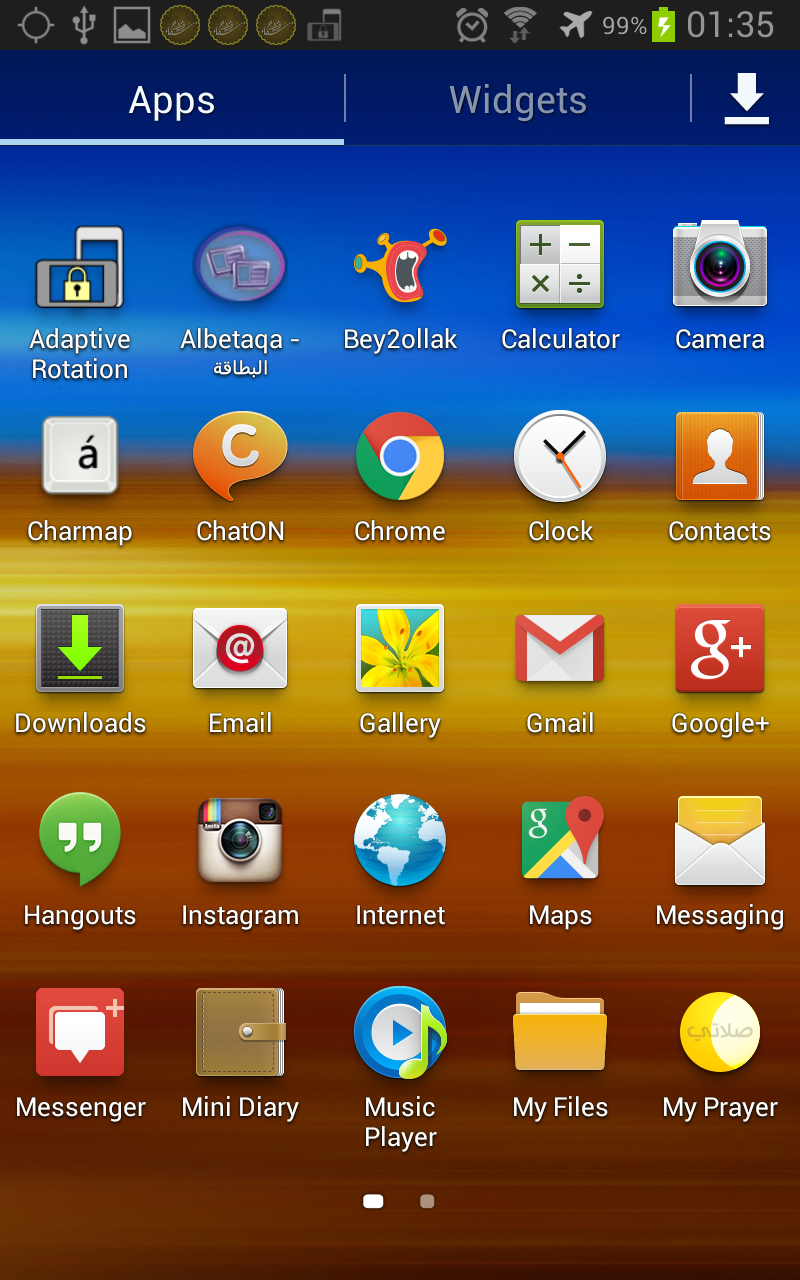 99% 01:35
Apps Widgets
Adaptive
Rotation
Albetaqa -
البطاقة
Bey2ollak
Calculator
Camera
á
Charmap
C
ChatON
Chrome
Clock
Contacts
Downloads
@
Email
Gallery
Gmail
g+
Google+
Hangouts
Insta
Instagram
Internet
g
Maps
Messaging
Messenger
Mini Diary
Music
Player
My Files
صلاتي
My Prayer